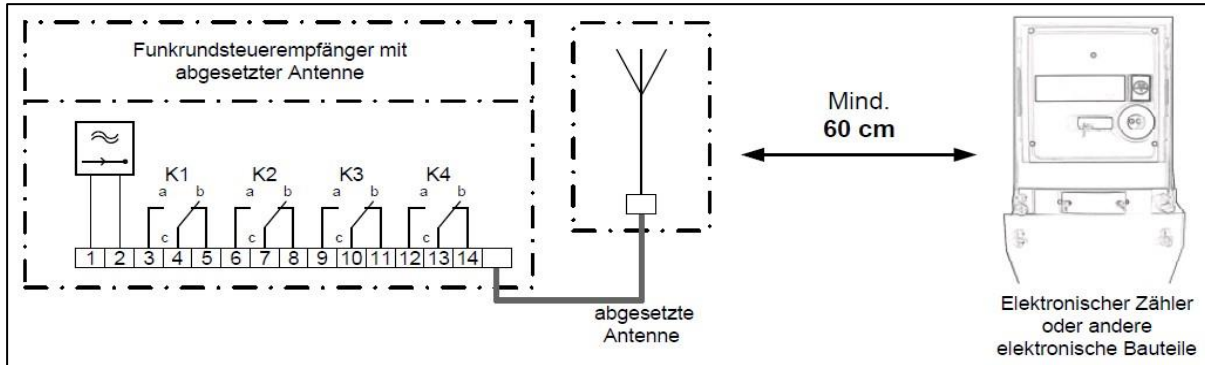 Funkrundsteuerempfänger mit
abgesetzter Antenne
K1 K2 K3 K4
a b a b a b a b
c c c c
1 2 3 4 5 6 7 8 9 10 11 12 13 14
abgesetzte
Antenne
Mind.
60 cm
Elektronischer Zähler
oder andere
elektronische Bauteile